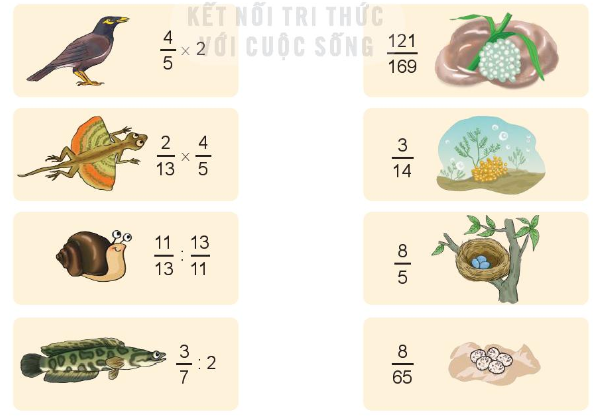 KẾT NỐI TRI THỨC
VỚI CUỘC SỐNG
4/5 × 2
121/169
2/13 × 4/5
3/14
11/13 : 13/11
8/5
3/7 : 2
8/65